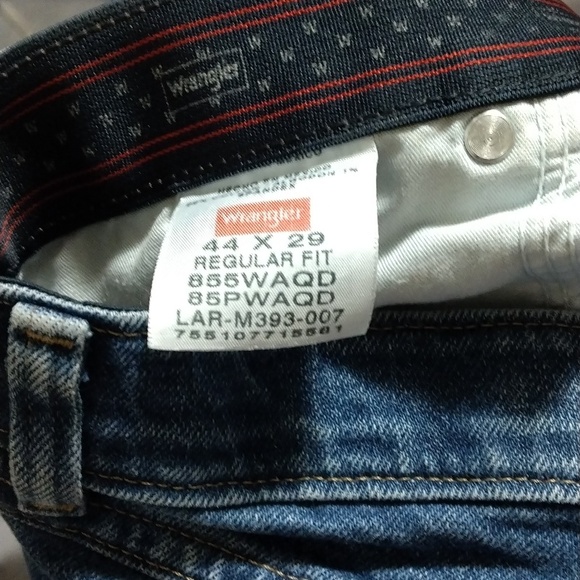 Wrangler
Wrangler
44 X 29
REGULAR FIT
855WAQD
85PWAQD
LAR-M393-007
755107715561